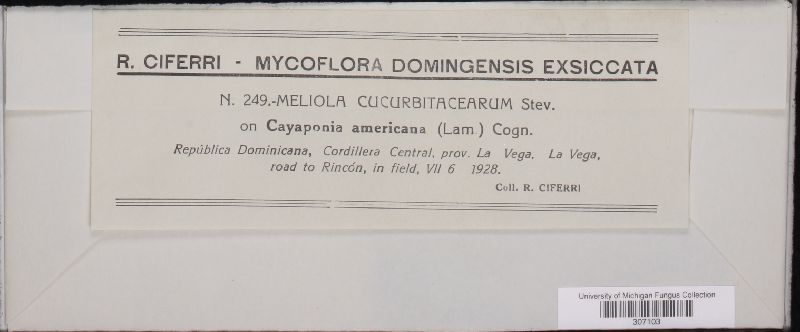 R. CIFERRI - MYCOFLORA DOMINGENSIS EXSICCATA
N. 249.-MELIOLA CUCURBITACEARUM Stev.
on Cayaponia americana (Lam.) Cogn.
República Dominicana, Cordillera Central, prov. La Vega, La Vega,
road to Rincón, in field, VII 6 1928.
Coll. R. CIFERRI
University of Michigan Fungus Collection
307103